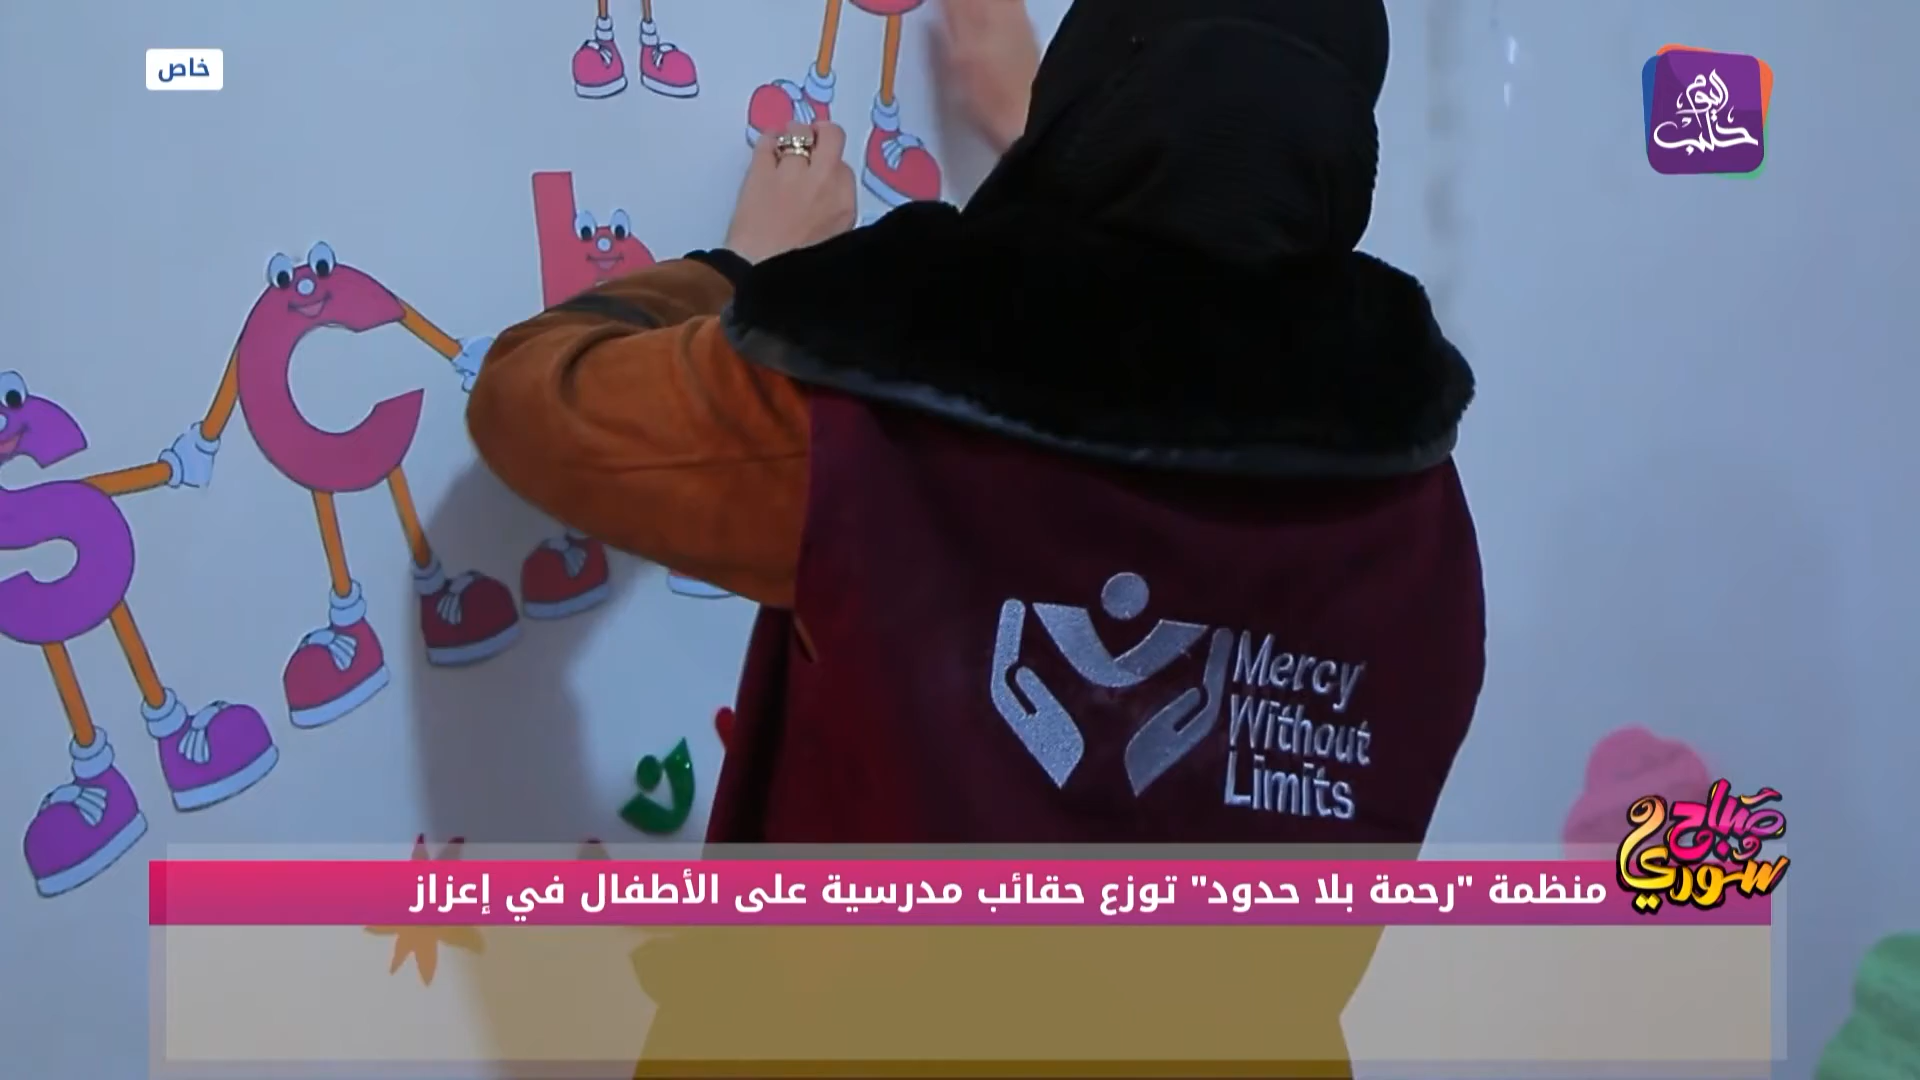 خاص
حلب
اليوم
S C h
Mercy
Without
Limits
صباح
سوري
منظمة "رحمة بلا حدود" توزع حقائب مدرسية على الأطفال في إعزاز